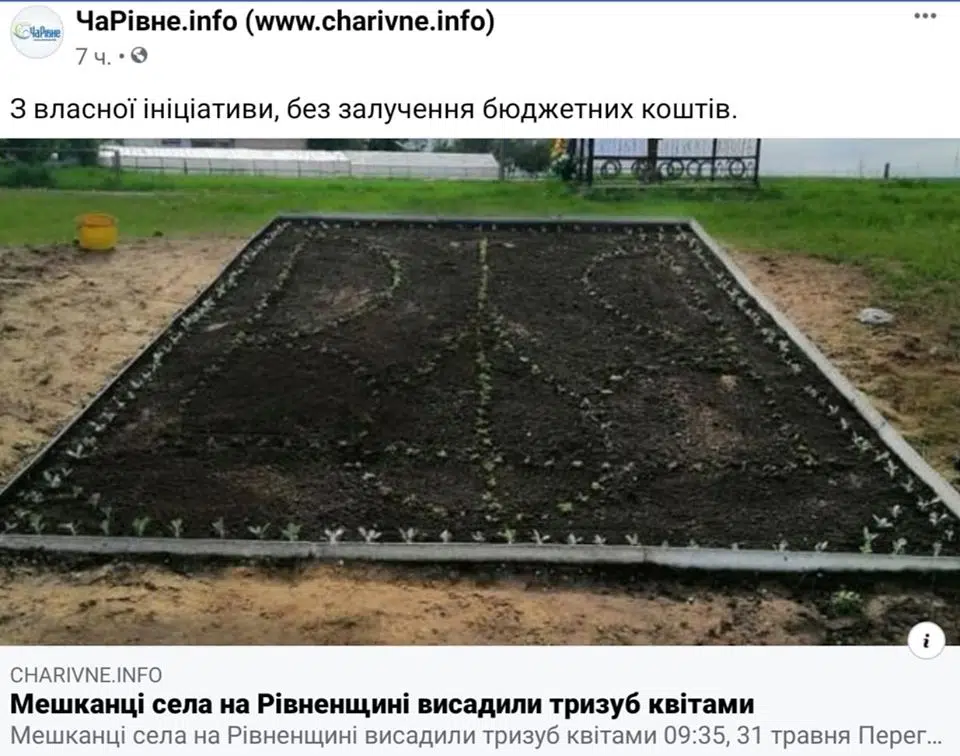 ЧаРівне.info (www.charivne.info)
7 ч.
З власної ініціативи, без залучення бюджетних коштів.
CHARIVNE.INFO
Мешканці села на Рівненщині висадили тризуб квітами
Мешканці села на Рівненщині висадили тризуб квітами 09:35, 31 травня Перег...